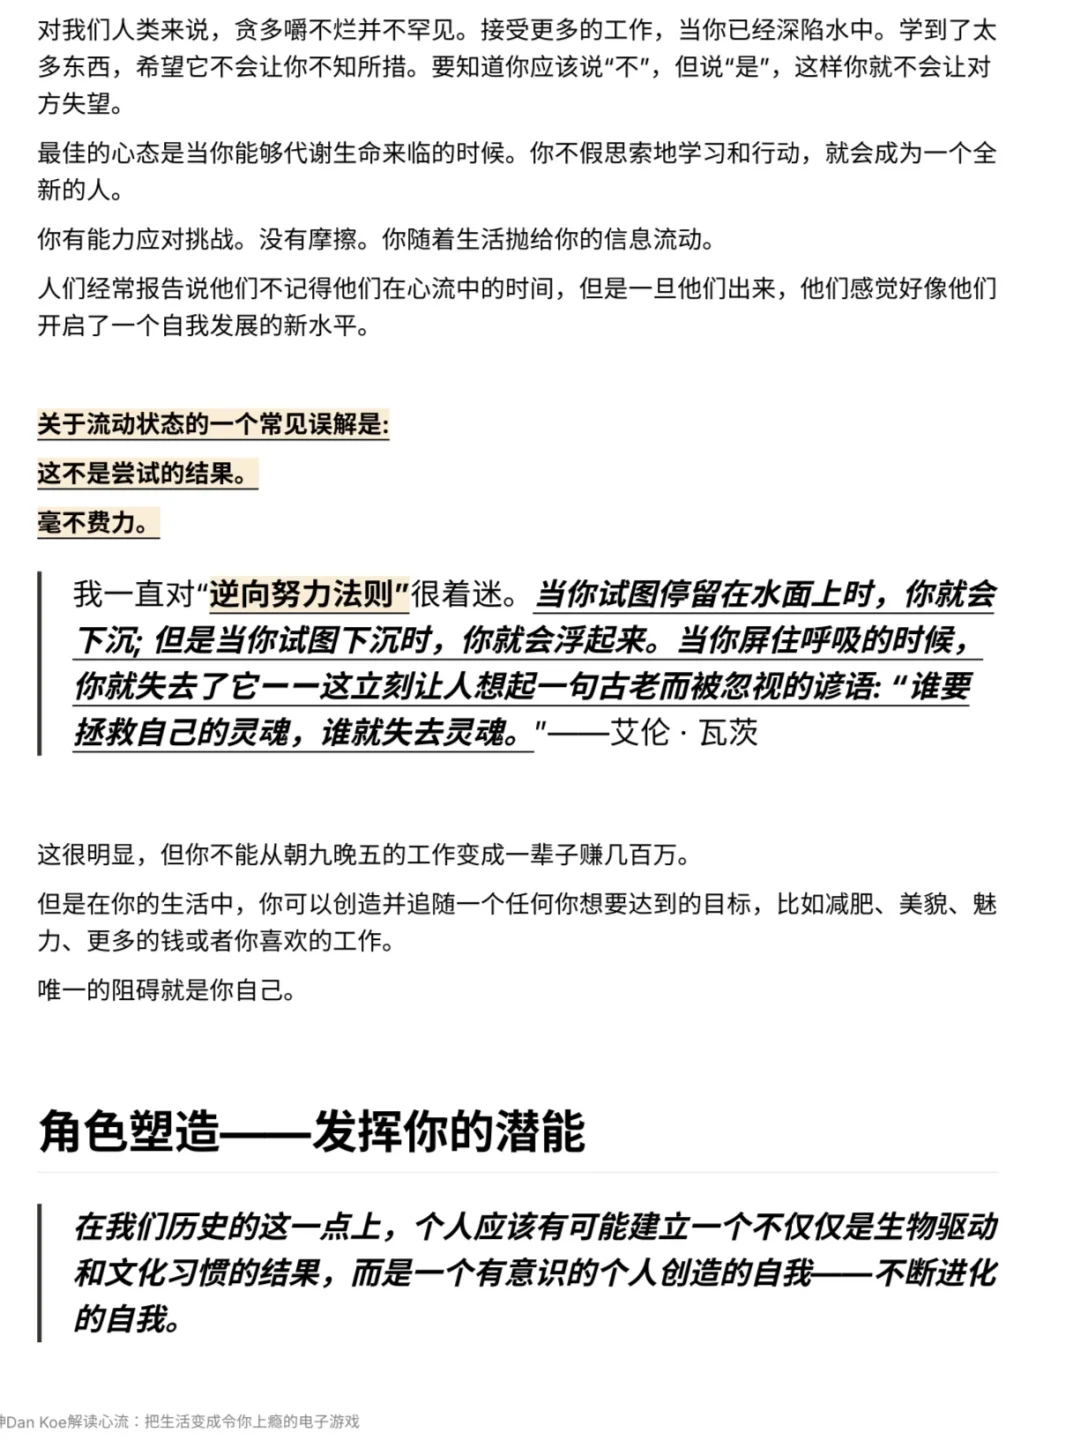 对我们人类来说，贪多嚼不烂并不罕见。接受更多的工作，当你已经深陷水中。学到了太
多东西，希望它不会让你不知所措。要知道你应该说“不”，但说“是”，这样你就不会让对
方失望。
最佳的心态是当你能够代谢生命来临的时候。你不假思索地学习和行动，就会成为一个全
新的人。
你有能力应对挑战。没有摩擦。你随着生活抛给你的信息流动。
人们经常报告说他们不记得他们在心流中的时间，但是一旦他们出来，他们感觉好像他们
开启了一个自我发展的新水平。
关于流动状态的一个常见误解是:
这不是尝试的结果。
毫不费力。
我一直对“逆向努力法则”很着迷。当你试图停留在水面上时，你就会
下沉; 但是当你试图下沉时，你就会浮起来。当你屏住呼吸的时候，
你就失去了它ーー这立刻让人想起一句古老而被忽视的谚语: “谁要
拯救自己的灵魂，谁就失去灵魂。”——艾伦 · 瓦茨
这很明显，但你不能从朝九晚五的工作变成一辈子赚几百万。
但是在你的生活中，你可以创造并追随一个任何你想要达到的目标，比如减肥、美貌、魅
力、更多的钱或者你喜欢的工作。
唯一的阻碍就是你自己。
角色塑造——发挥你的潜能
在我们历史的这一点上，个人应该有可能建立一个不仅仅是生物驱动
和文化习惯的结果，而是一个有意识的个人创造的自我——不断进化
的自我。
Dan Koe解读心流：把生活变成令你上瘾的电子游戏